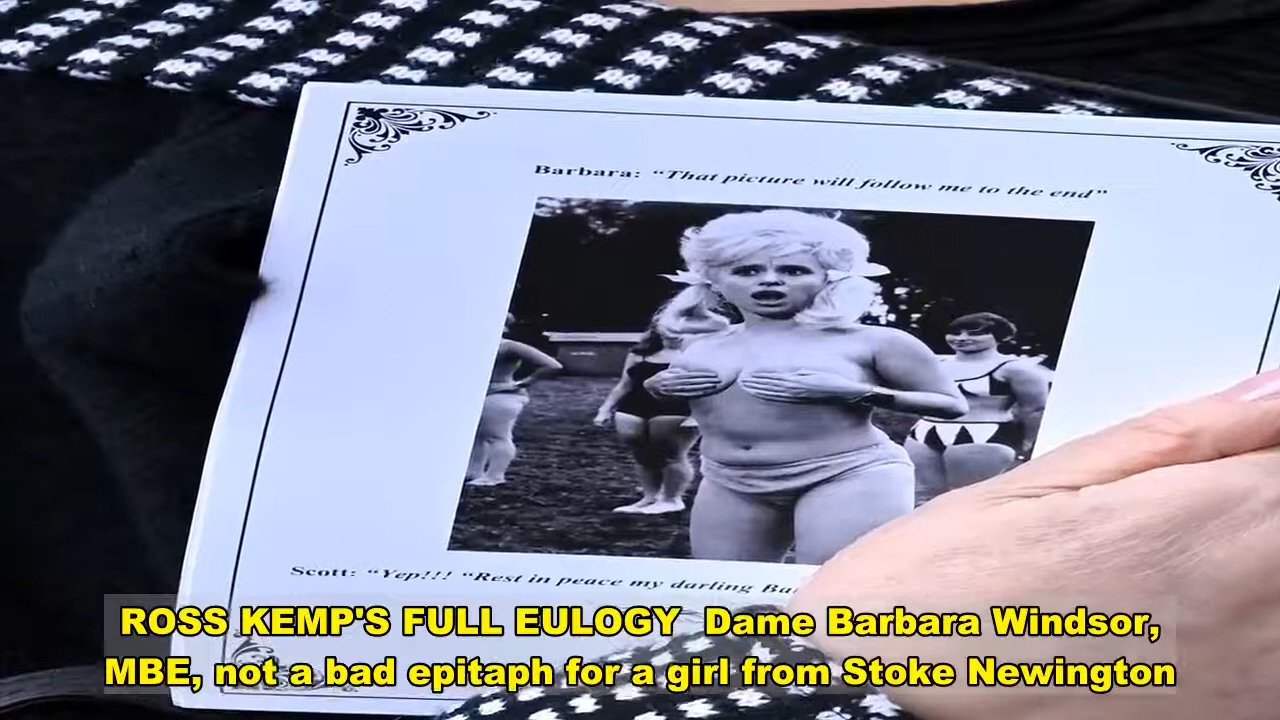 Barbara: “That picture will follow me to the end”
Scott: “Yep!!! “Rest in peace my darling
ROSS KEMP'S FULL EULOGY Dame Barbara Windsor,
MBE, not a bad epitaph for a girl from Stoke Newington